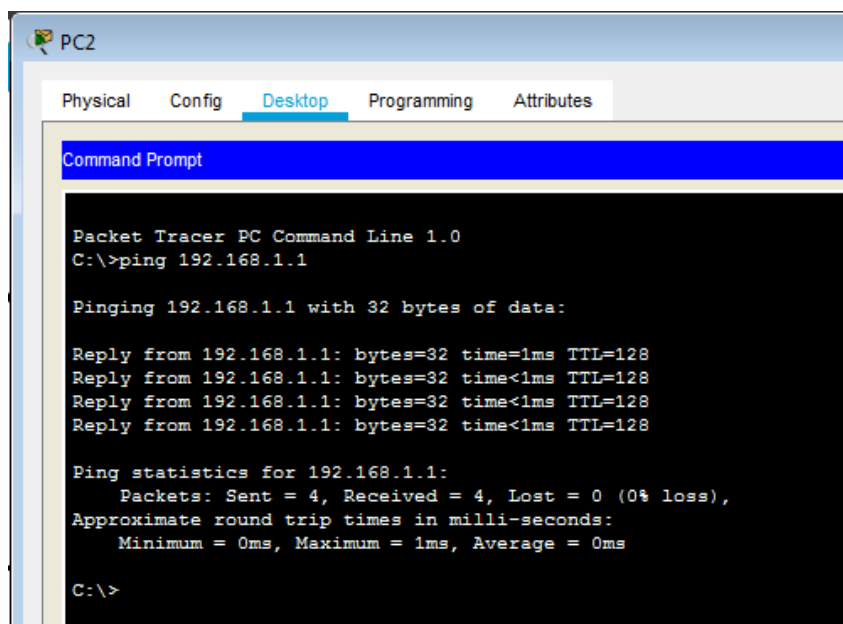 PC2
Physical Config Desktop Programming Attributes
Command Prompt
Packet Tracer PC Command Line 1.0
C:\>ping 192.168.1.1
Pinging 192.168.1.1 with 32 bytes of data:
Reply from 192.168.1.1: bytes=32 time=1ms TTL=128
Reply from 192.168.1.1: bytes=32 time<1ms TTL=128
Reply from 192.168.1.1: bytes=32 time<1ms TTL=128
Reply from 192.168.1.1: bytes=32 time<1ms TTL=128
Ping statistics for 192.168.1.1:
Packets: Sent = 4, Received = 4, Lost = 0 (0% loss),
Approximate round trip times in milli-seconds:
Minimum = 0ms, Maximum = 1ms, Average = 0ms
C:\>